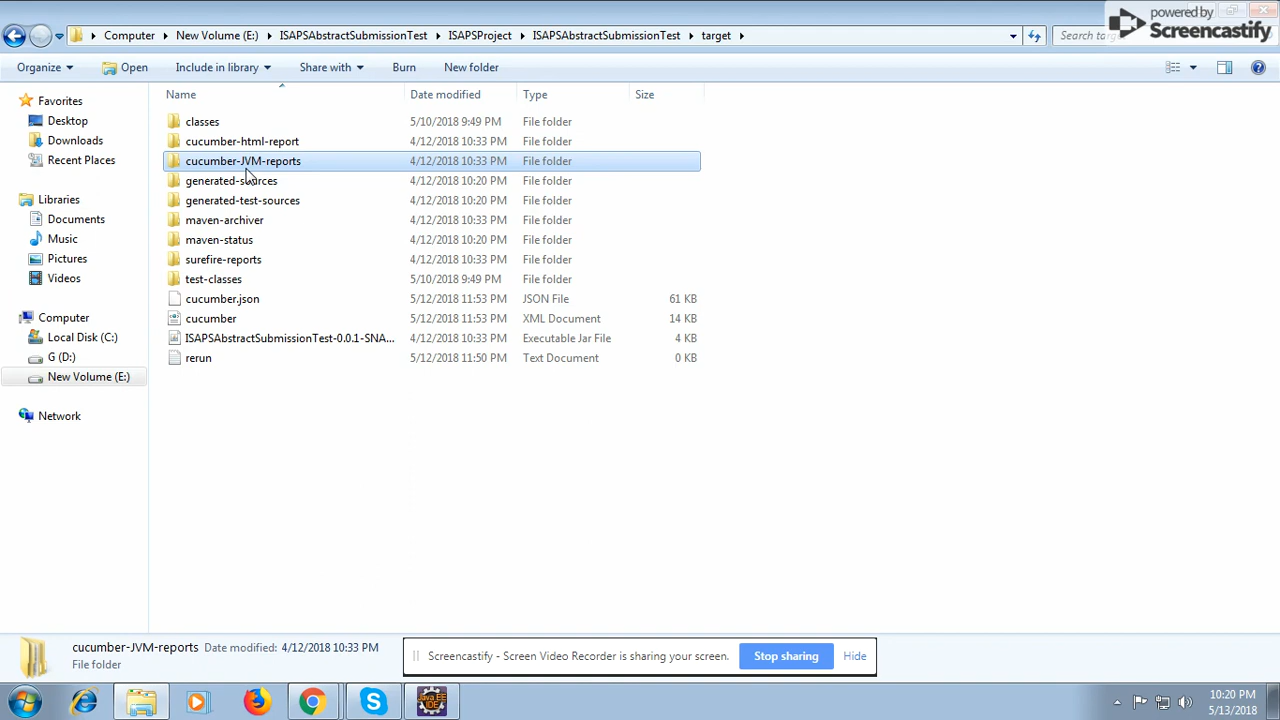 powered by
Screencastify
Computer New Volume (E:) ISAPSAbstractSubmissionTest ISAPSProject ISAPSAbstractSubmissionTest target
Search target
Organize Open Include in library Share with Burn New folder
Name Date modified Type Size
Favorites
Desktop
Downloads
Recent Places
Libraries
Documents
Music
Pictures
Videos
Computer
Local Disk (C:)
G (D:)
New Volume (E:)
Network
classes 5/10/2018 9:49 PM File folder
cucumber-html-report 4/12/2018 10:33 PM File folder
cucumber-JVM-reports 4/12/2018 10:33 PM File folder
generated-sources 4/12/2018 10:20 PM File folder
generated-test-sources 4/12/2018 10:20 PM File folder
maven-archiver 4/12/2018 10:33 PM File folder
maven-status 4/12/2018 10:20 PM File folder
surefire-reports 4/12/2018 10:33 PM File folder
test-classes 5/10/2018 9:49 PM File folder
cucumber.json 5/12/2018 11:53 PM JSON File 61 KB
cucumber 5/12/2018 11:53 PM XML Document 14 KB
ISAPSAbstractSubmissionTest-0.0.1-SNA... 4/12/2018 10:33 PM Executable Jar File 4 KB
rerun 5/12/2018 11:50 PM Text Document 0 KB
cucumber-JVM-reports Date modified: 4/12/2018 10:33 PM
File folder
Screencastify - Screen Video Recorder is sharing your screen. Stop sharing Hide
Java EE
IDE
10:20 PM
5/13/2018